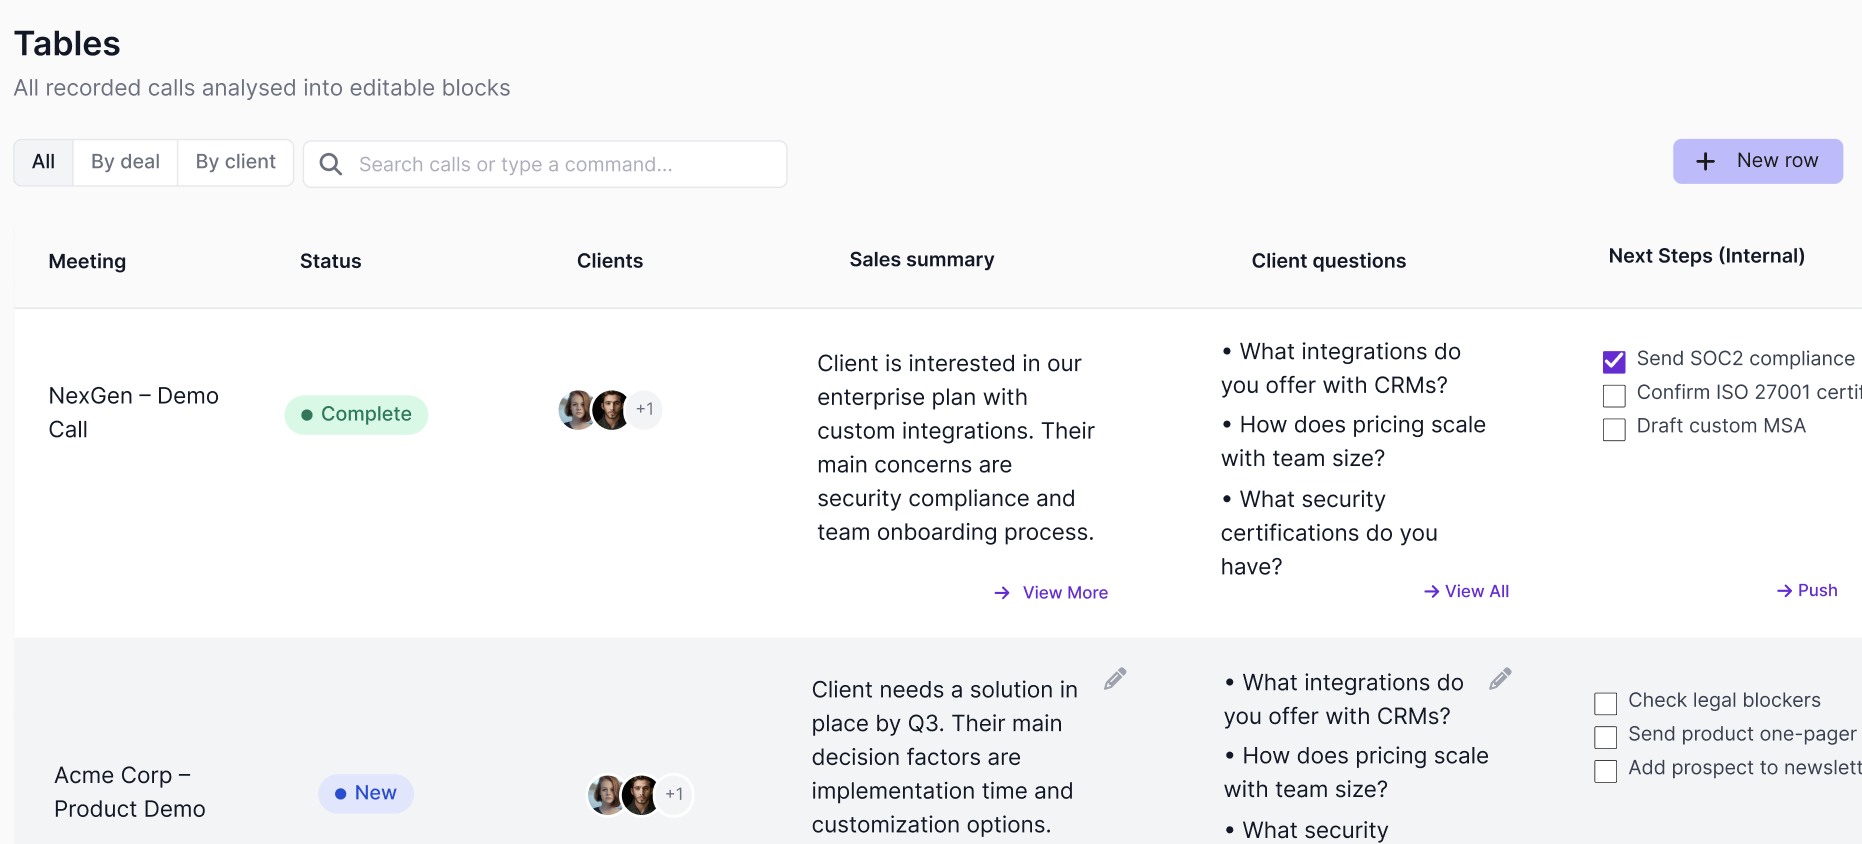 Tables
All recorded calls analysed into editable blocks
All
By deal
By client
Search calls or type a command...
New row
Meeting
Status
Clients
Sales summary
Client questions
Next Steps (Internal)
NexGen – Demo
Call
Complete
+1
Client is interested in our
enterprise plan with
custom integrations. Their
main concerns are
security compliance and
team onboarding process.
View More
• What integrations do
you offer with CRMs?
• How does pricing scale
with team size?
• What security
certifications do you
have?
View All
Send SOC2 compliance
Confirm ISO 27001 certif
Draft custom MSA
Push
Acme Corp –
Product Demo
New
+1
Client needs a solution in
place by Q3. Their main
decision factors are
implementation time and
customization options.
• What integrations do
you offer with CRMs?
• How does pricing scale
with team size?
• What security
Check legal blockers
Send product one-pager
Add prospect to newslett